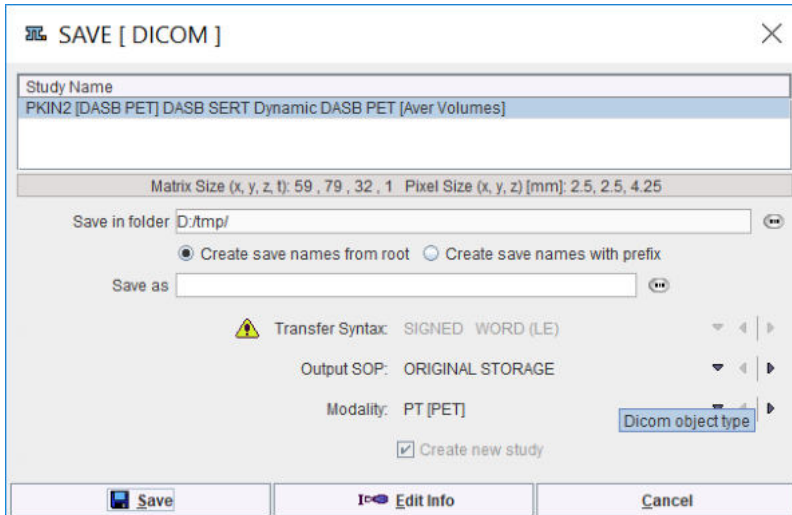 SAVE [ DICOM ]
Study Name
PKIN2 [DASB PET] DASB SERT Dynamic DASB PET [Aver Volumes]
Matrix Size (x, y, z, t): 59 , 79 , 32 , 1 Pixel Size (x, y, z) [mm]: 2.5, 2.5, 4.25
Save in folder D:/tmp/
Create save names from root Create save names with prefix
Save as
Transfer Syntax: SIGNED WORD (LE)
Output SOP: ORIGINAL STORAGE
Modality: PT [PET]
Dicom object type
Create new study
Save Edit Info Cancel